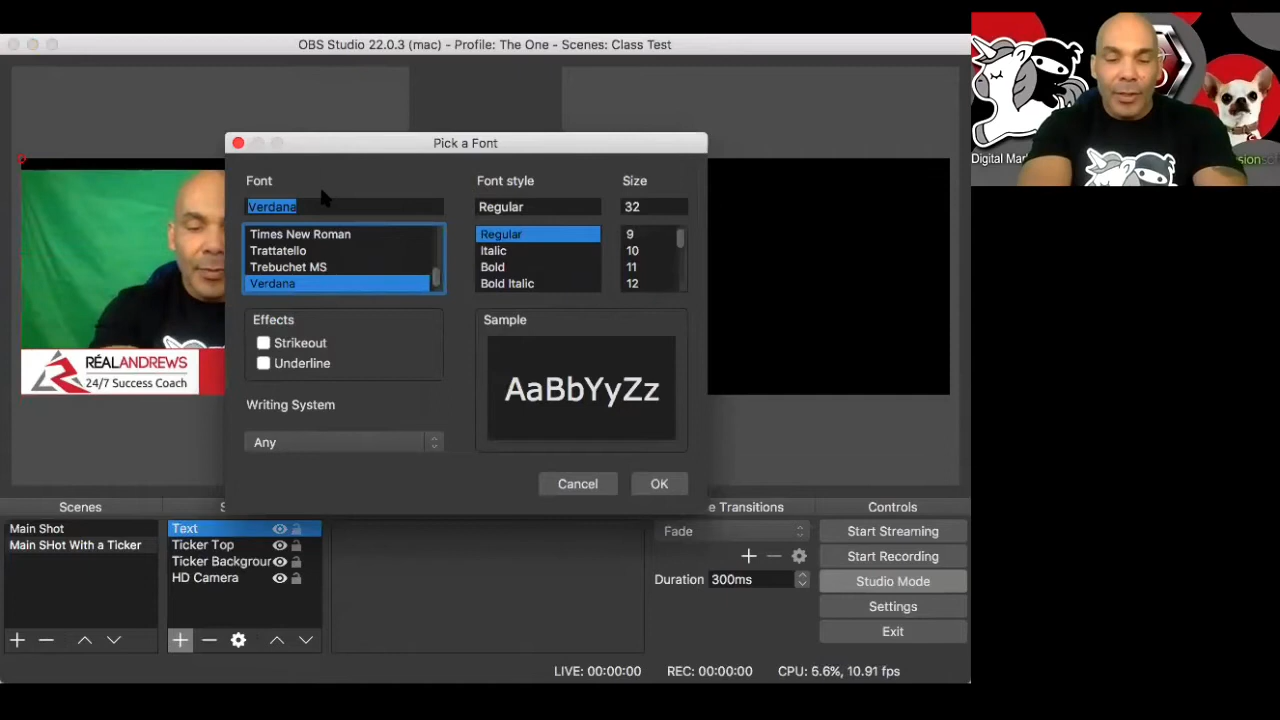 OBS Studio 22.0.3 (mac) - Profile: The One - Scenes: Class Test
Pick a Font
Font
Font style
Size
Verdana
Regular
32
Times New Roman
Trattatello
Trebuchet MS
Verdana
Regular
Italic
Bold
Bold Italic
9
10
11
12
Effects
Strikeout
Underline
Sample
AaBbYyZz
Writing System
Any
Cancel
OK
RÉALANDREWS
24/7 Success Coach
Digital Mar
Scenes
S
e Transitions
Controls
Main Shot
Main SHot With a Ticker
Text
Ticker Top
Ticker Backgrour
HD Camera
Fade
Duration
300ms
Start Streaming
Start Recording
Studio Mode
Settings
Exit
LIVE: 00:00:00
REC: 00:00:00
CPU: 5.6%, 10.91 fps